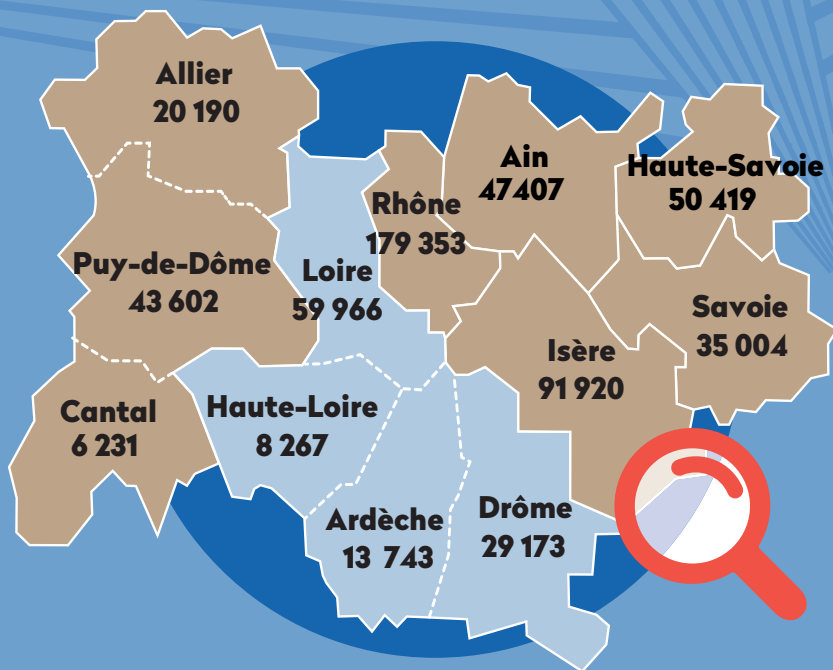 Allier
20 190
Ain
47407
Haute-Savoie
50 419
Rhône
179 353
Puy-de-Dôme
43 602
Loire
59 966
Savoie
35 004
Isère
91 920
Cantal
6 231
Haute-Loire
8 267
Ardèche
13 743
Drôme
29 173